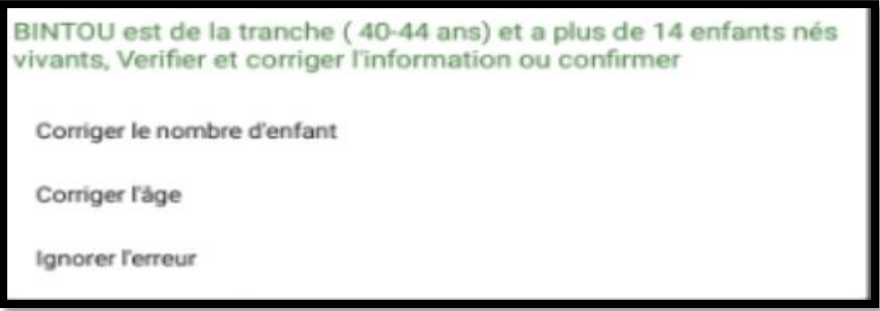 BINTOU est de la tranche ( 40-44 ans) et a plus de 14 enfants nés
vivants, Verifier et corriger l'information ou confirmer
Corriger le nombre d'enfant
Corriger l'âge
Ignorer l'erreur